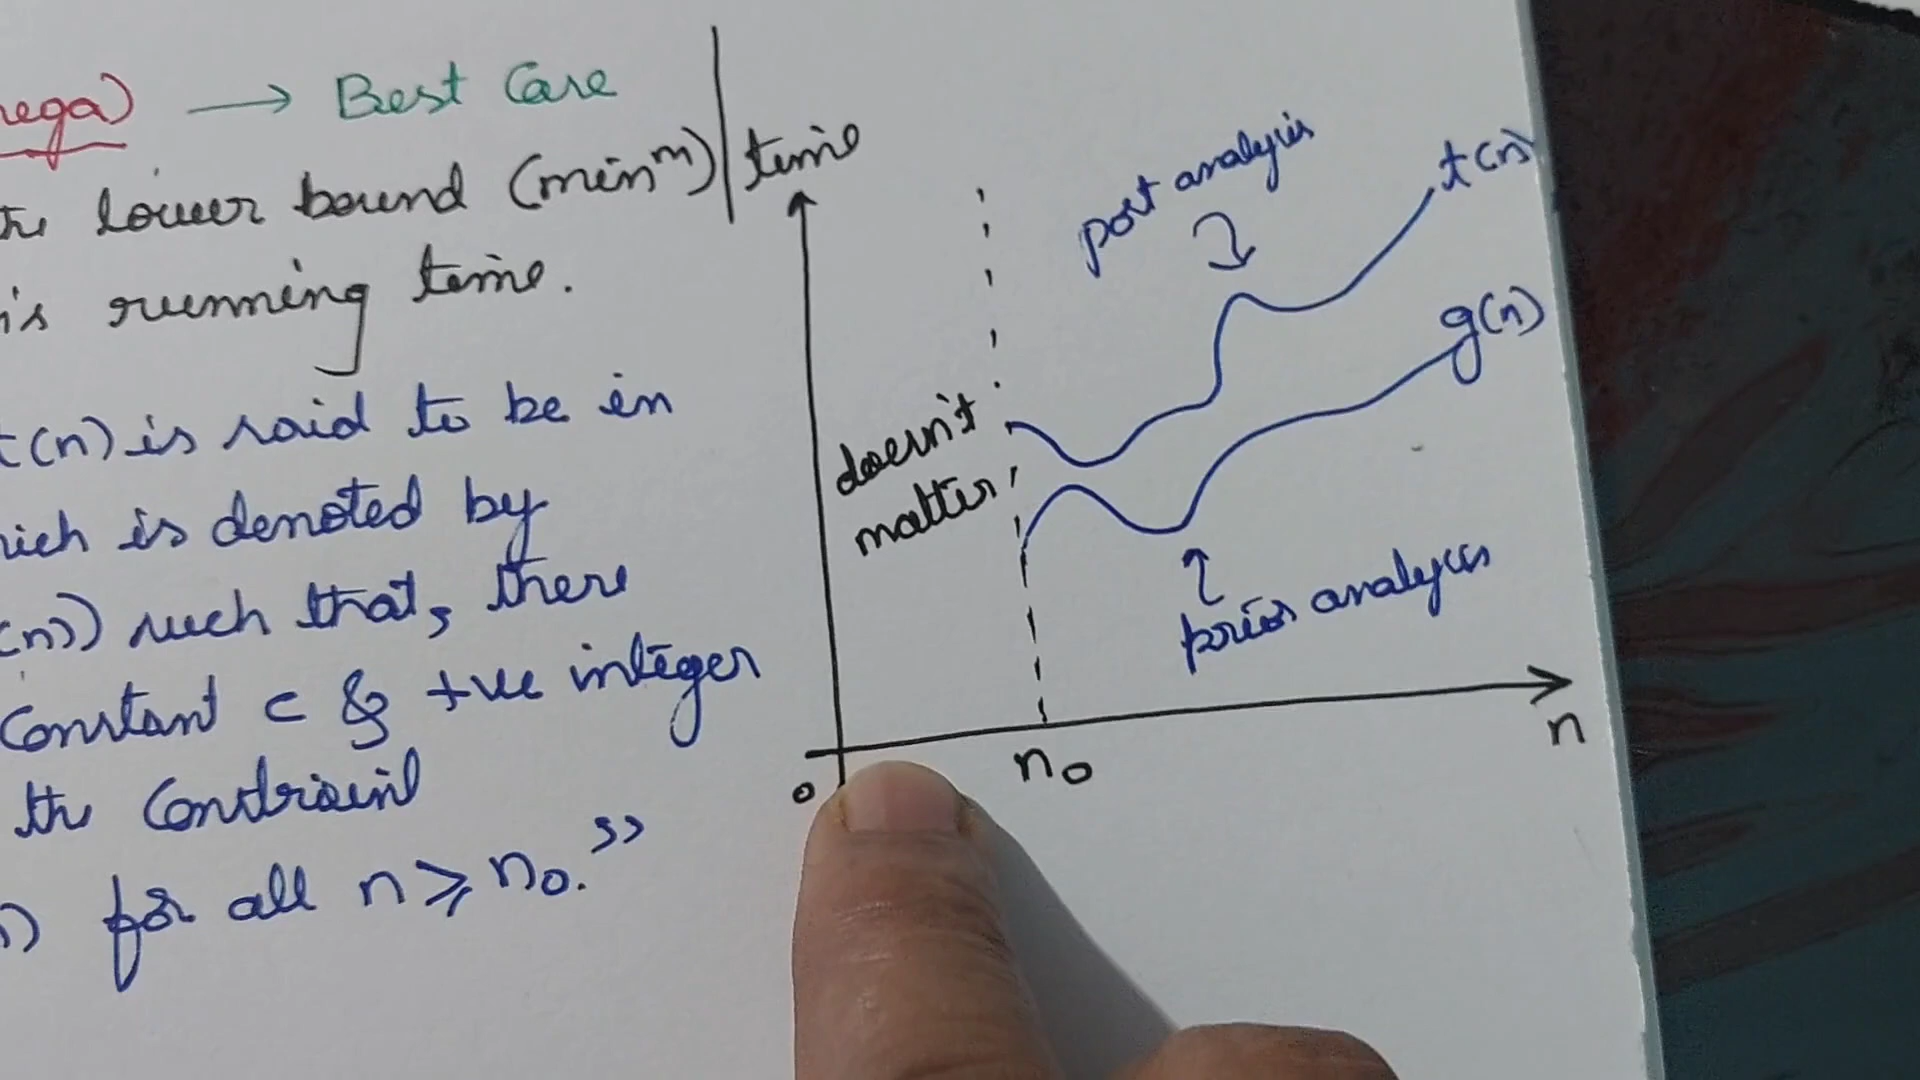 ega) → Best Case
the lower bound (minᵐ)
is running time.
t(n) is said to be in
hich is denoted by
(n)) such that, there
Constant c & +ve integer
the Constraint
) for all n ≥ n₀.”
time
post analysis
t(n)
g(n)
doesn't
matter
prior analysis
n
n₀
0